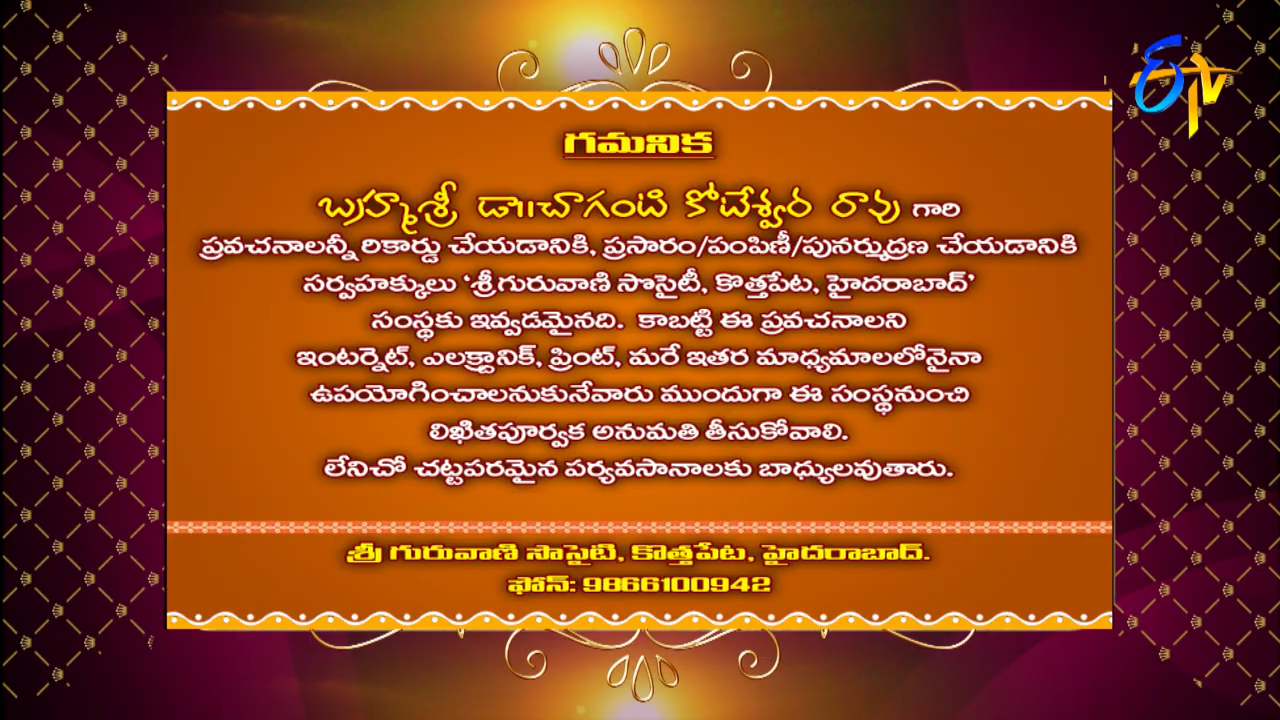 ETV
గమనిక
బ్రహ్మశ్రీ డా॥చాగంటి కోటేశ్వర రావు గారి
ప్రవచనాలన్నీ రికార్డు చేయడానికి, ప్రసారం/పంపిణీ/పునర్ముద్రణ చేయడానికి
సర్వహక్కులు ‘శ్రీగురువాణి సొసైటీ, కొత్తపేట, హైదరాబాద్’
సంస్థకు ఇవ్వడమైనది. కాబట్టి ఈ ప్రవచనాలని
ఇంటర్నెట్, ఎలక్ట్రానిక్, ప్రింట్, మరే ఇతర మాధ్యమాలలోనైనా
ఉపయోగించాలనుకునేవారు ముందుగా ఈ సంస్థనుంచి
లిఖితపూర్వక అనుమతి తీసుకోవాలి.
లేనిచో చట్టపరమైన పర్యవసానాలకు బాధ్యులవుతారు.
శ్రీ గురువాణి సొసైటి, కొత్తపేట, హైదరాబాద్.
ఫోన్: 9866100942